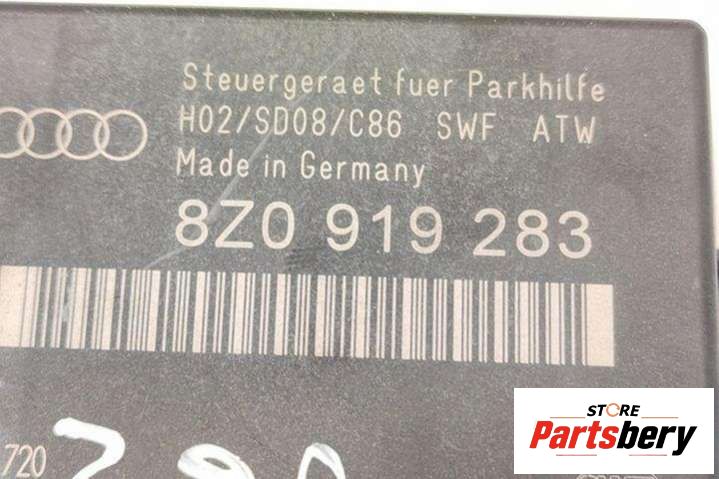 Steuergeraet fuer Parkhilfe
H02/SD08/C86 SWF ATW
Made in Germany
8Z0 919 283
720
STORE
Partsbery